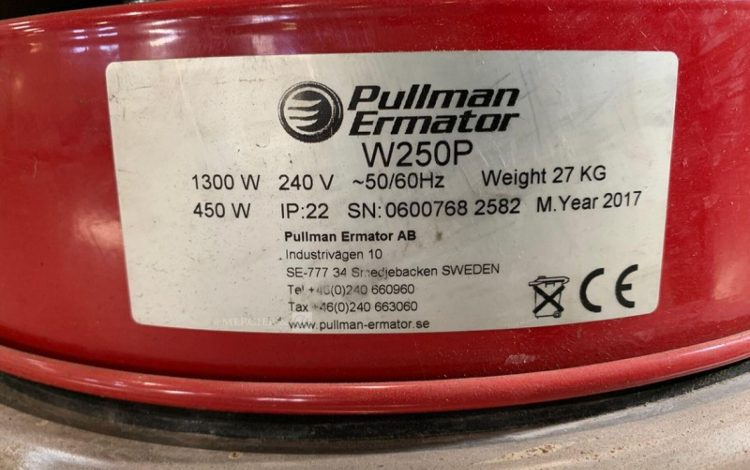 Pullman
Ermator
W250P
1300 W 240 V ~50/60Hz Weight 27 KG
450 W IP:22 SN:0600768 2582 M.Year 2017
Pullman Ermator AB
Industrivägen 10
SE-777 34 Smedjebacken SWEDEN
Tel +46(0)240 660960
Tax +46(0)240 663060
www.pullman-ermator.se
CE